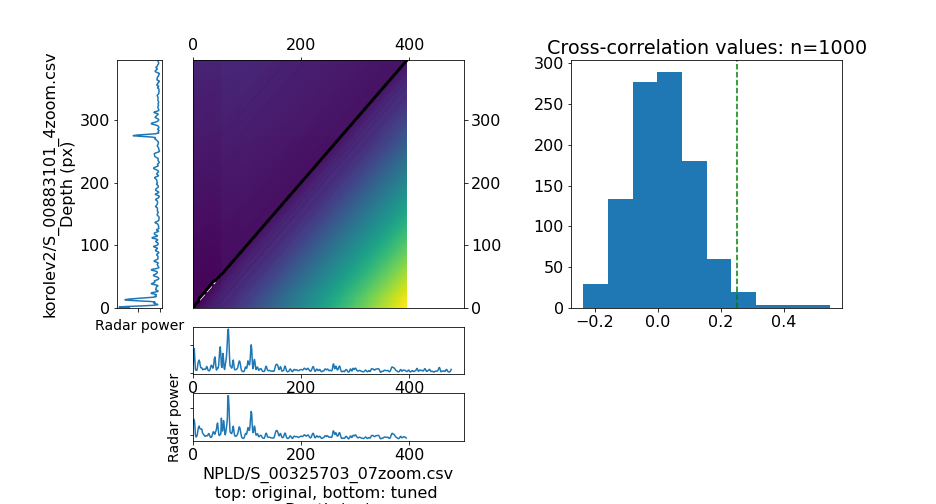 0 200 400
Cross-correlation values: n=1000
korolev2/S_00883101_4zoom.csv
Depth (px)
300
200
100
0
Radar power
300
200
100
0
300
250
200
150
100
50
0
−0.2 0.0 0.2 0.4
0 200 400
Radar power
0 200 400
NPLD/S_00325703_07zoom.csv
top: original, bottom: tuned